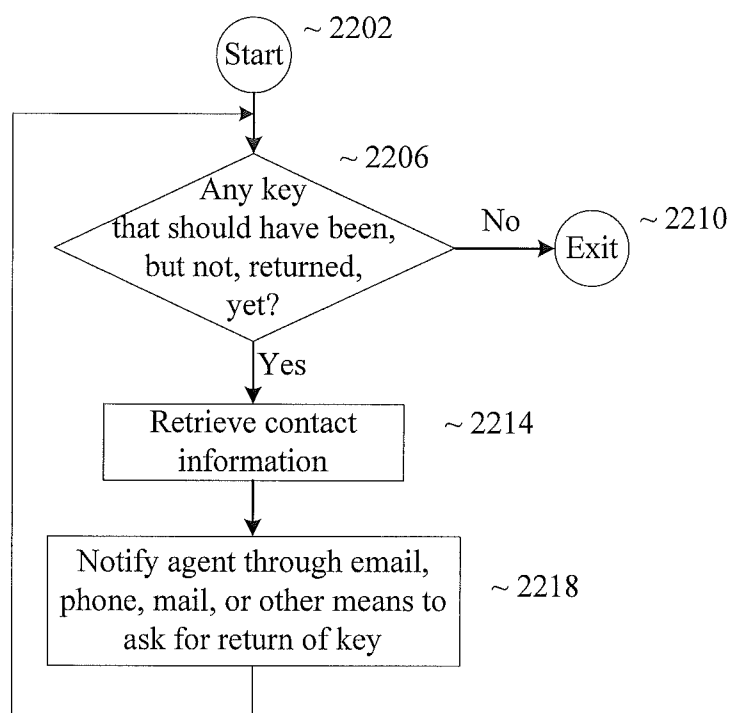 ~ 2202
Start
~ 2206
Any key
that should have been,
but not, returned,
yet?
No
~ 2210
Exit
Yes
Retrieve contact
information
~ 2214
Notify agent through email,
phone, mail, or other means to
ask for return of key
~ 2218